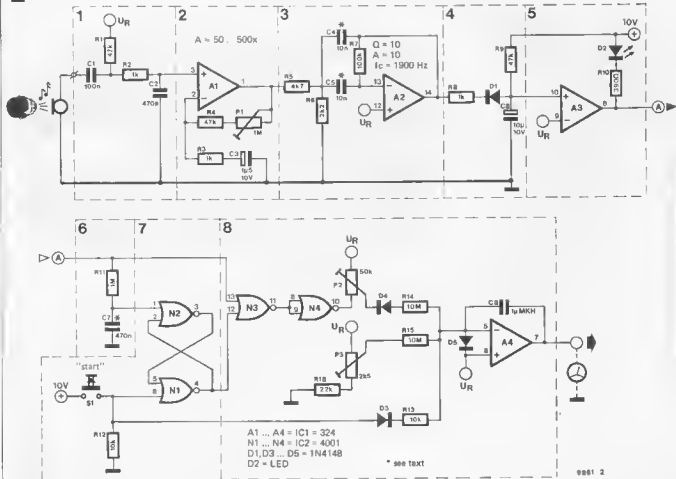 1
2
3
4
5
UR
R1
47k
C1
100n
R2
1k
C2
470p
A = 50 . 500x
3
+
A1
1
-
2
R4
47k
P1
1M
R3
1k
C3
1µ5
10V
R5
4k7
R6
2k2
C4
*
10n
C5
*
10n
R7
100k
Q = 10
A = 10
fc = 1900 Hz
13
-
A2
14
+
12
UR
R8
1k
D1
R9
47k
C6
10µ
10V
10
+
A3
8
-
9
UR
10V
+
D2
R10
390Ω
A
6
7
8
A
R11
1M
C7
*
470n
"start"
10V
+
S1
R12
10k
1
N2
3
2
5
N1
4
6
13
N3
11
12
8
N4
10
9
UR
P2
50k
UR
P3
2k5
R16
22k
D4
R14
10M
R15
10M
D3
R13
10k
C8
1µ MKH
D5
5
-
A4
7
+
6
UR
A1 ... A4 = IC1 = 324
N1 ... N4 = IC2 = 4001
D1,D3 ... D5 = 1N4148
D2 = LED
* see text
9861 2